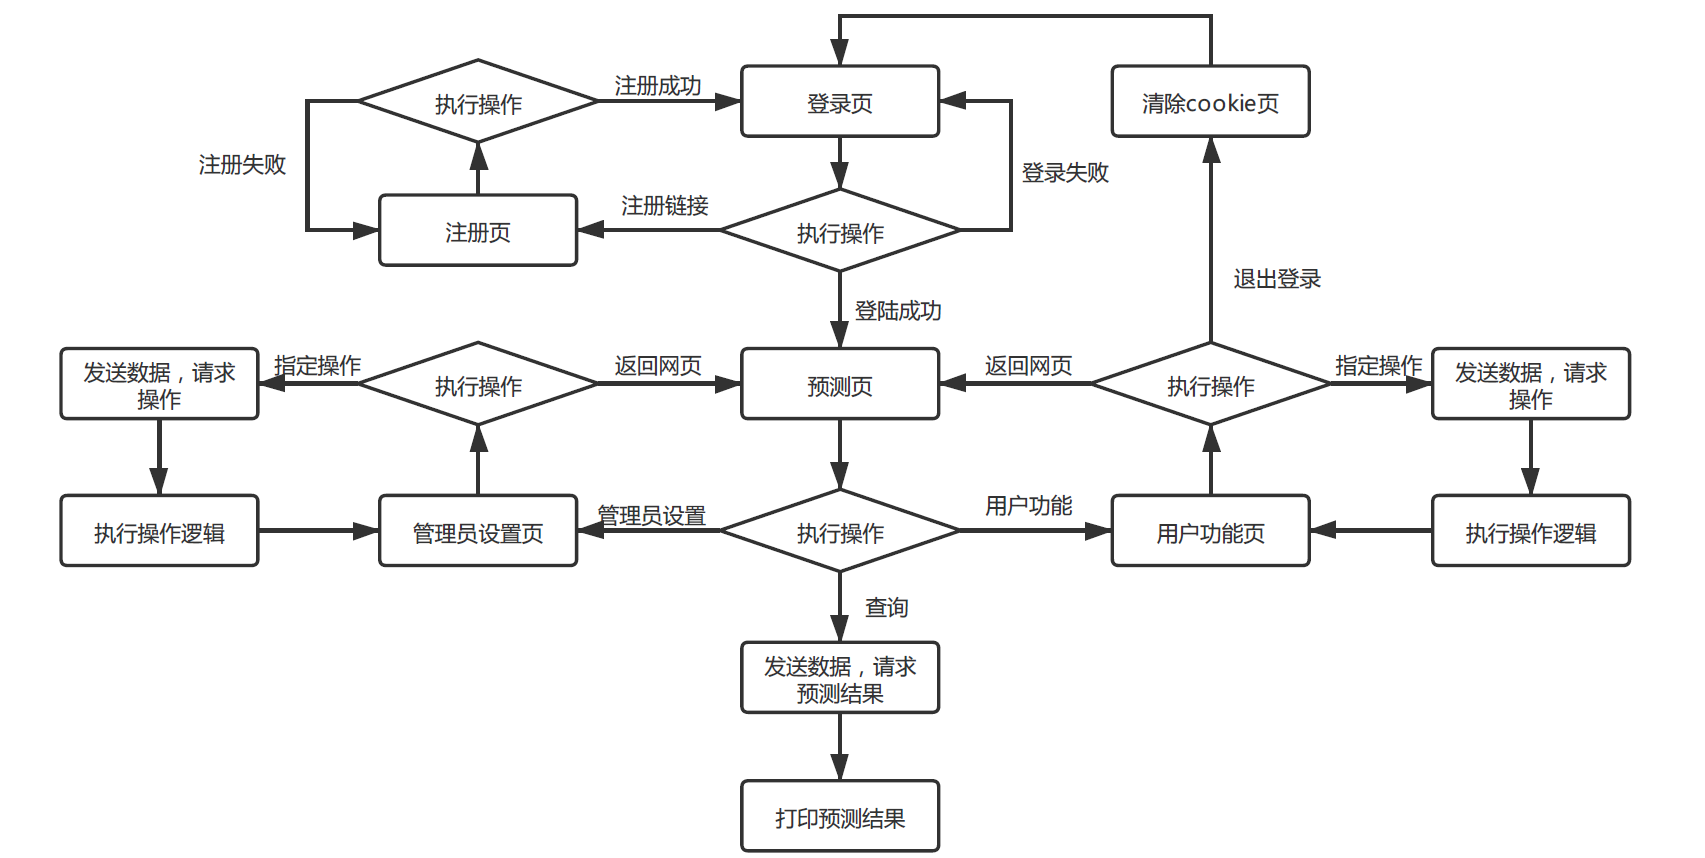 执行操作
注册成功
登录页
清除cookie页
注册失败
登录失败
注册页
注册链接
执行操作
退出登录
登陆成功
发送数据，请求
操作
指定操作
执行操作
返回网页
预测页
返回网页
执行操作
指定操作
发送数据，请求
操作
执行操作逻辑
管理员设置页
管理员设置
执行操作
用户功能
用户功能页
执行操作逻辑
查询
发送数据，请求
预测结果
打印预测结果